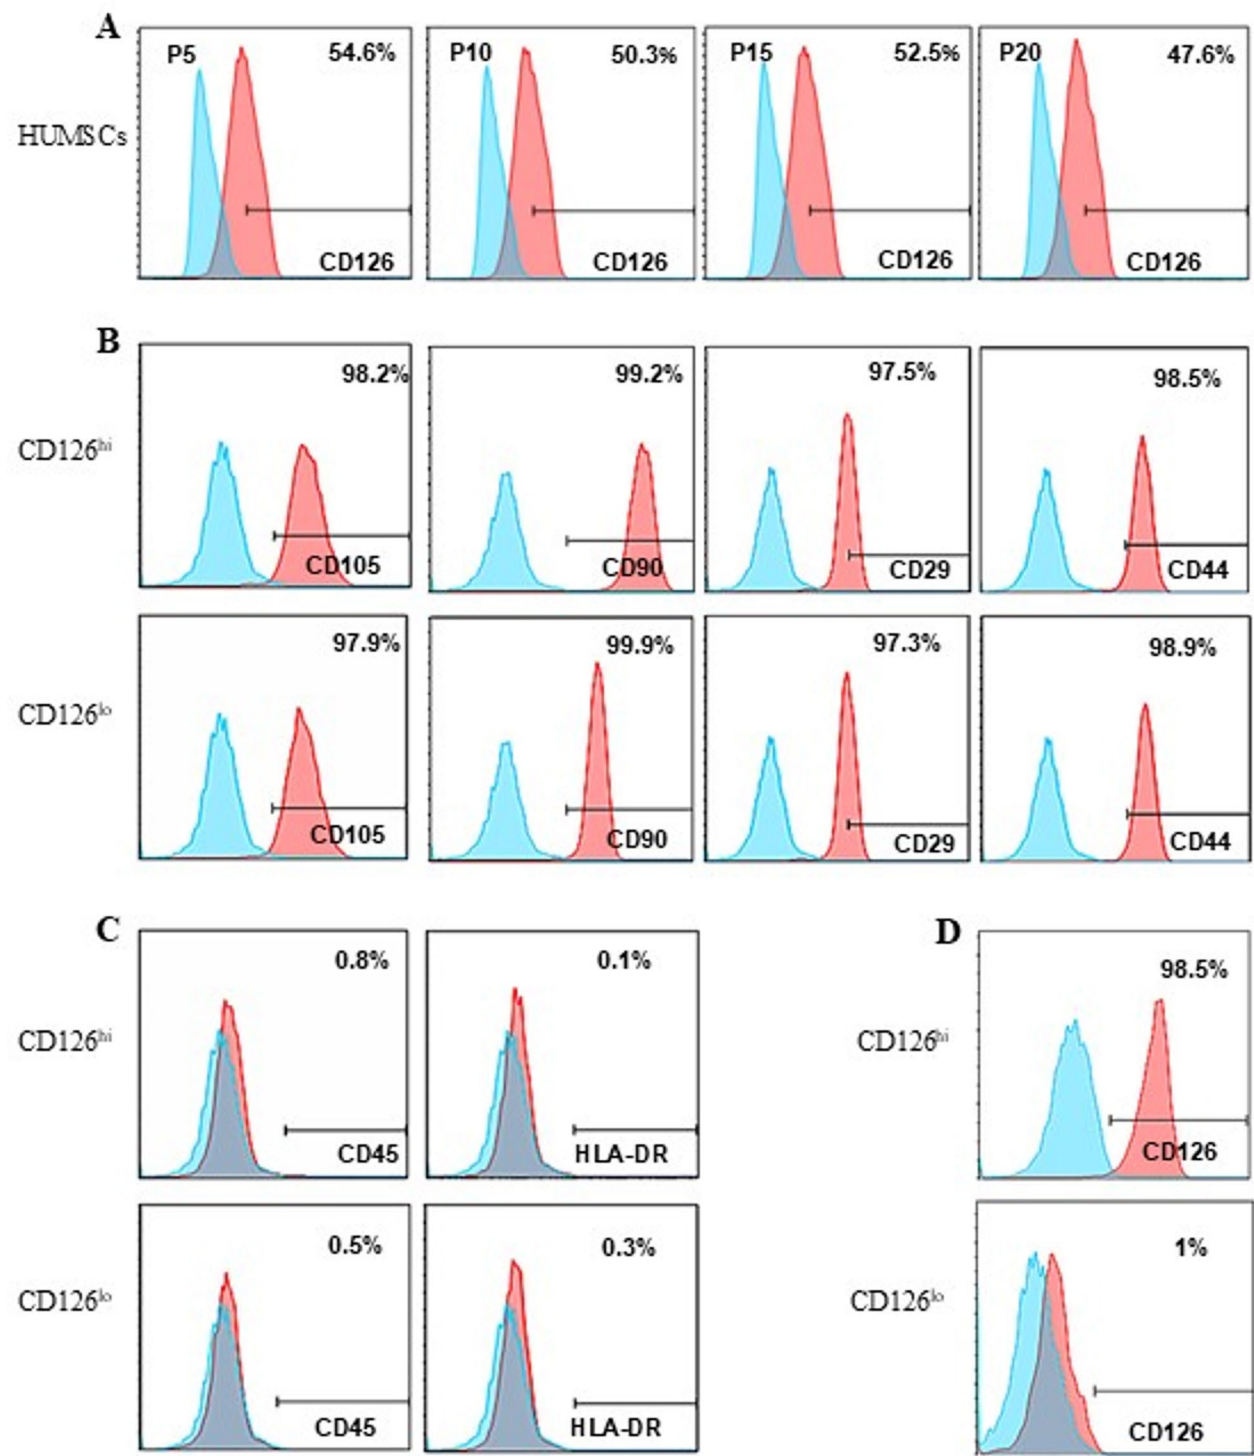 A
P5 54.6% P10 50.3% P15 52.5% P20 47.6%
HUMSCs
CD126 CD126 CD126 CD126
B
98.2% 99.2% 97.5% 98.5%
CD126hi
CD105 CD90 CD29 CD44
97.9% 99.9% 97.3% 98.9%
CD126lo
CD105 CD90 CD29 CD44
C D
0.8% 0.1% 98.5%
CD126hi CD126hi
CD45 HLA-DR CD126
0.5% 0.3% 1%
CD126lo CD126lo
CD45 HLA-DR CD126